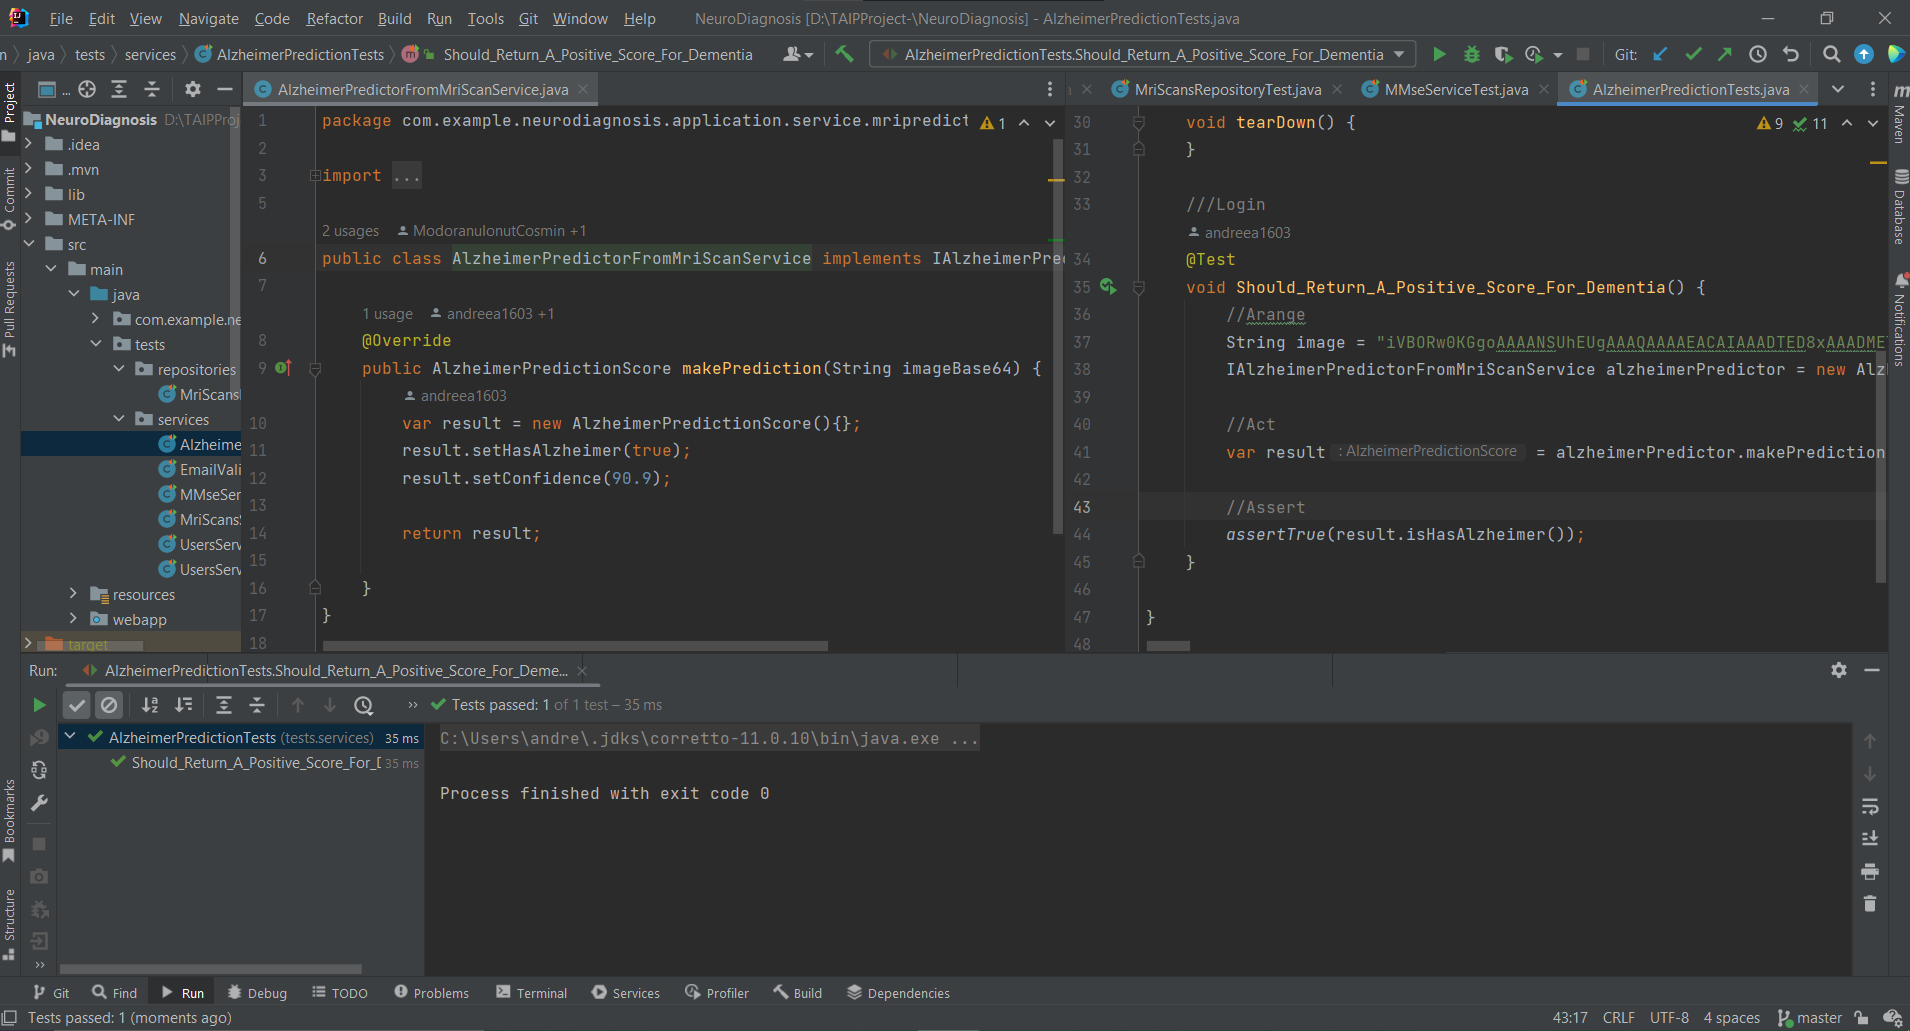 File Edit View Navigate Code Refactor Build Run Tools Git Window Help NeuroDiagnosis [D:\TAIPProject-\NeuroDiagnosis] - AlzheimerPredictionTests.java
n java tests services AlzheimerPredictionTests m Should_Return_A_Positive_Score_For_Dementia AlzheimerPredictionTests.Should_Return_A_Positive_Score_For_Dementia Git:
Project
Commit
Pull Requests
Bookmarks
Structure
...
NeuroDiagnosis D:\TAIPProj
.idea
.mvn
lib
META-INF
src
main
java
com.example.ne
tests
repositories
MriScans
services
Alzheime
EmailVali
MMseSer
MriScans
UsersServ
UsersServ
resources
webapp
target
AlzheimerPredictorFromMriScanService.java
1 package com.example.neurodiagnosis.application.service.mripredict 1
2
3 import ...
5
2 usages ModoranuIonutCosmin +1
6 public class AlzheimerPredictorFromMriScanService implements IAlzheimerPre
7
1 usage andreea1603 +1
8 @Override
9 public AlzheimerPredictionScore makePrediction(String imageBase64) {
andreea1603
10 var result = new AlzheimerPredictionScore(){};
11 result.setHasAlzheimer(true);
12 result.setConfidence(90.9);
13
14 return result;
15
16 }
17 }
18
MriScansRepositoryTest.java MMseServiceTest.java AlzheimerPredictionTests.java
30 void tearDown() { 9 11
31 }
32
33 ///Login
andreea1603
34 @Test
35 void Should_Return_A_Positive_Score_For_Dementia() {
36 //Arange
37 String image = "iVBORw0KGgoAAAANSUhEUgAAAQAAAAEACAIAAADTED8xAAADME
38 IAlzheimerPredictorFromMriScanService alzheimerPredictor = new Alz
39
40 //Act
41 var result : AlzheimerPredictionScore = alzheimerPredictor.makePrediction
42
43 //Assert
44 assertTrue(result.isHasAlzheimer());
45 }
46
47 }
48
Maven
Database
Notifications
Run: AlzheimerPredictionTests.Should_Return_A_Positive_Score_For_Deme...
Tests passed: 1 of 1 test – 35 ms
AlzheimerPredictionTests (tests.services) 35 ms
Should_Return_A_Positive_Score_For_D 35 ms
C:\Users\andre\.jdks\corretto-11.0.10\bin\java.exe ...
Process finished with exit code 0
Git Find Run Debug TODO Problems Terminal Services Profiler Build Dependencies
Tests passed: 1 (moments ago) 43:17 CRLF UTF-8 4 spaces master